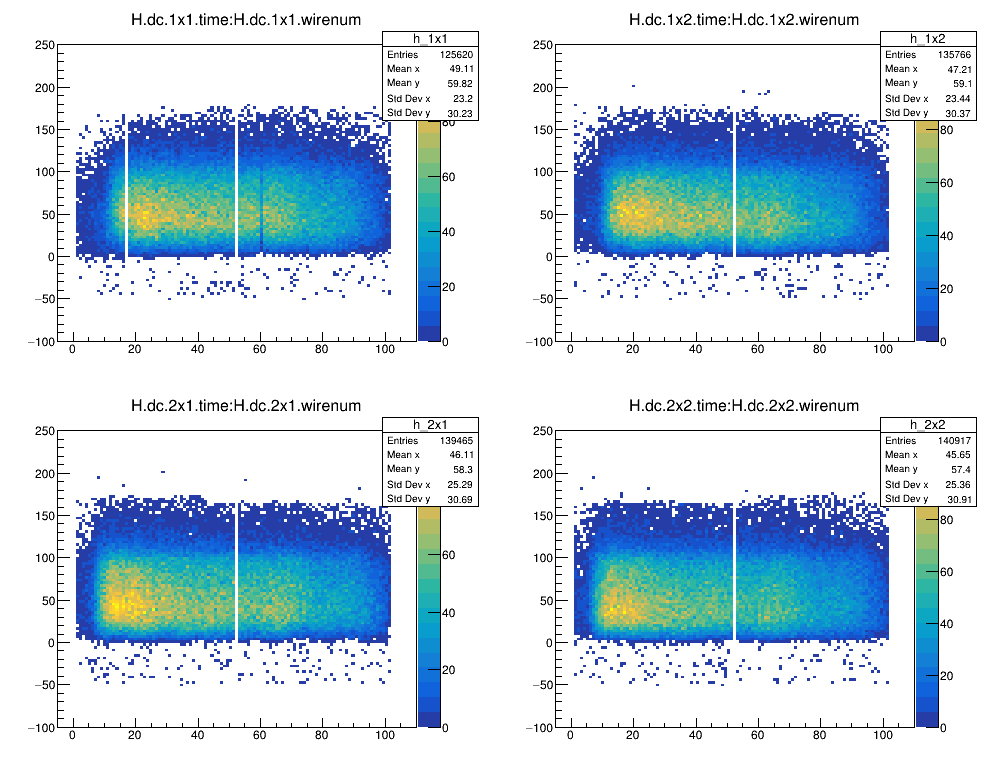 H.dc.1x1.time:H.dc.1x1.wirenum
h_1x1
Entries 125620
Mean x 49.11
Mean y 59.82
Std Dev x 23.2
Std Dev y 30.23
250
200
150
100
50
0
−50
−100
0 20 40 60 80 100
80
60
40
20
0
H.dc.1x2.time:H.dc.1x2.wirenum
h_1x2
Entries 135766
Mean x 47.21
Mean y 59.1
Std Dev x 23.44
Std Dev y 30.37
250
200
150
100
50
0
−50
−100
0 20 40 60 80 100
80
60
40
20
0
H.dc.2x1.time:H.dc.2x1.wirenum
h_2x1
Entries 139465
Mean x 46.11
Mean y 58.3
Std Dev x 25.29
Std Dev y 30.69
250
200
150
100
50
0
−50
−100
0 20 40 60 80 100
60
40
20
0
H.dc.2x2.time:H.dc.2x2.wirenum
h_2x2
Entries 140917
Mean x 45.65
Mean y 57.4
Std Dev x 25.36
Std Dev y 30.91
250
200
150
100
50
0
−50
−100
0 20 40 60 80 100
80
60
40
20
0